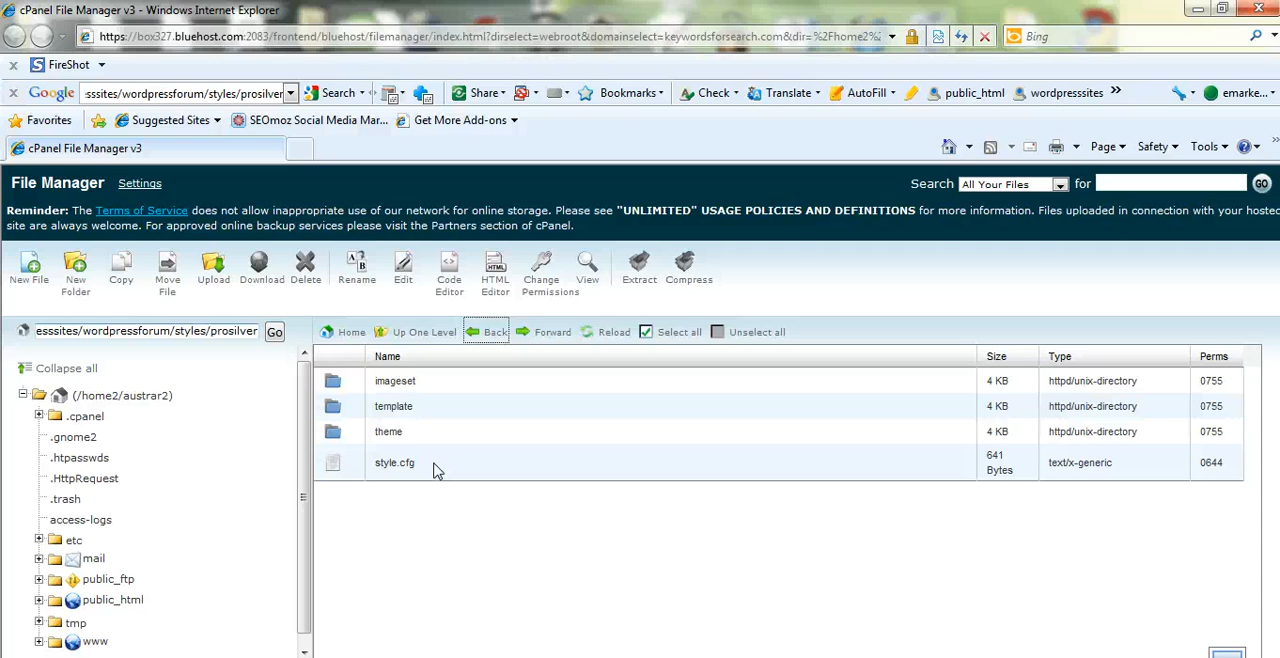 cPanel File Manager v3 - Windows Internet Explorer
https://box327.bluehost.com:2083/frontend/bluehost/filemanager/index.html?dirselect=webroot&domainselect=keywordsforsearch.com&dir=%2Fhome2% Bing
x FireShot
x Google sssites/wordpressforum/styles/prosilver Search Share Bookmarks Check Translate AutoFill public_html wordpresssites » emarke...
Favorites Suggested Sites SEOmoz Social Media Mar... Get More Add-ons
cPanel File Manager v3 Page Safety Tools »
File Manager Settings Search All Your Files for GO
Reminder: The Terms of Service does not allow inappropriate use of our network for online storage. Please see "UNLIMITED" USAGE POLICIES AND DEFINITIONS for more information. Files uploaded in connection with your hosted
site are always welcome. For approved online backup services please visit the Partners section of cPanel.
New File New Folder Copy Move File Upload Download Delete Rename Edit Code Editor HTML Editor Change Permissions View Extract Compress
esssites/wordpressforum/styles/prosilver Go Home Up One Level Back Forward Reload Select all Unselect all
Name Size Type Perms
Collapse all
imageset 4 KB httpd/unix-directory 0755
(/home2/austrar2)
template 4 KB httpd/unix-directory 0755
.cpanel
theme 4 KB httpd/unix-directory 0755
.gnome2
style.cfg 641 Bytes text/x-generic 0644
.htpasswds
.HttpRequest
.trash
access-logs
etc
mail
public_ftp
public_html
tmp
www